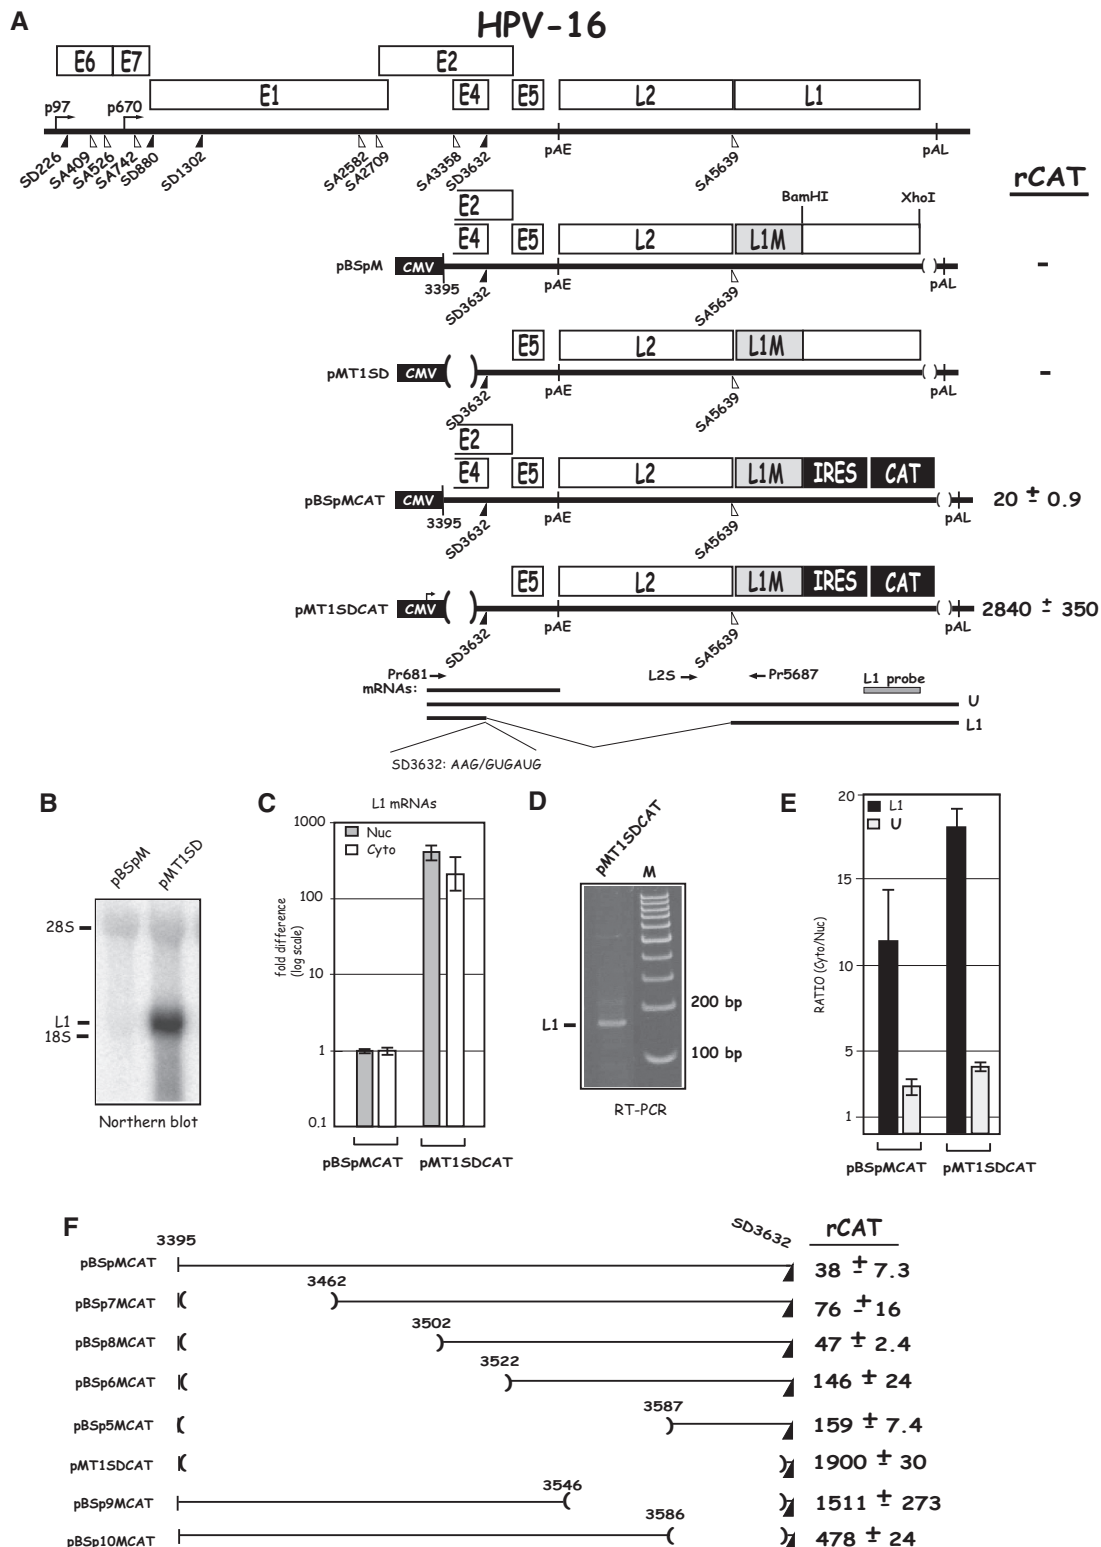 A
HPV-16
E6 E7 E2
E1 E4 E5 L2 L1
p97 p670
SD226 SA409 SA526 SA742 SD880 SD1302 SA2582 SA2709 SA3358 SD3632 pAE SA5639 pAL
rCAT
BamHI XhoI
E2
E4 E5 L2 L1M
pBSpM CMV ( ) -
3395 SD3632 pAE SA5639 pAL
E5 L2 L1M
pMT1SD CMV ( ) ( ) -
SD3632 pAE SA5639 pAL
E2
E4 E5 L2 L1M IRES CAT
pBSpMCAT CMV ( ) 20 ± 0.9
3395 SD3632 pAE SA5639 pAL
E5 L2 L1M IRES CAT
pMT1SDCAT CMV ( ) ( ) 2840 ± 350
SD3632 pAE SA5639 pAL
Pr681 L2S Pr5687 L1 probe
mRNAs:
U
L1
SD3632: AAG/GUGAUG
B
pBSpM pMT1SD
28S
L1
18S
Northern blot
C
L1 mRNAs
Nuc
Cyto
fold difference
(log scale)
1000
100
10
1
0.1
pBSpMCAT pMT1SDCAT
D
pMT1SDCAT M
200 bp
L1
100 bp
RT-PCR
E
L1
U
RATIO (Cyto/Nuc)
20
15
10
5
1
pBSpMCAT pMT1SDCAT
F
3395 SD3632 rCAT
pBSpMCAT 38 ± 7.3
3462
pBSp7MCAT ( ) 76 ± 16
3502
pBSp8MCAT ( ) 47 ± 2.4
3522
pBSp6MCAT ( ) 146 ± 24
3587
pBSp5MCAT ( ) 159 ± 7.4
pMT1SDCAT ( ) 1900 ± 30
3546
pBSp9MCAT ( ) 1511 ± 273
3586
pBSp10MCAT ( ) 478 ± 24